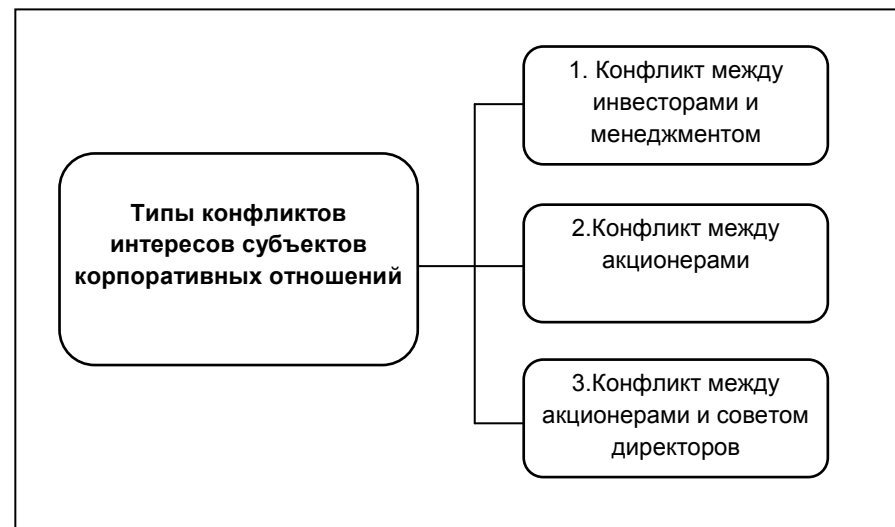 Типы конфликтов
интересов субъектов
корпоративных отношений
1. Конфликт между
инвесторами и
менеджментом
2.Конфликт между
акционерами
3.Конфликт между
акционерами и советом
директоров